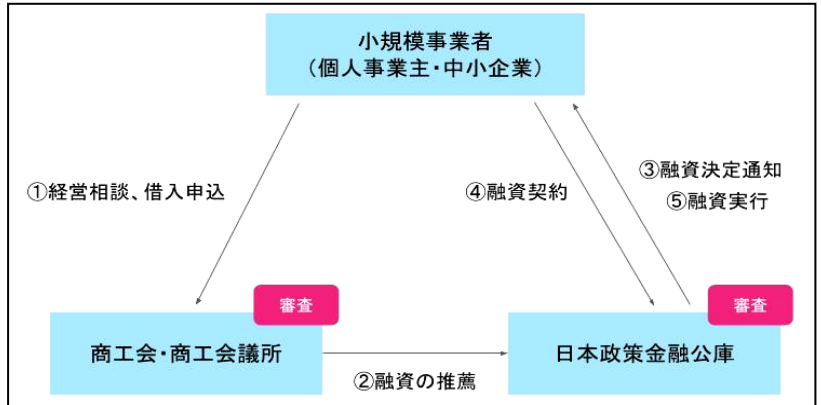 小規模事業者
（個人事業主・中小企業）
①経営相談、借入申込
④融資契約
③融資決定通知
⑤融資実行
審査
審査
商工会・商工会議所
日本政策金融公庫
②融資の推薦